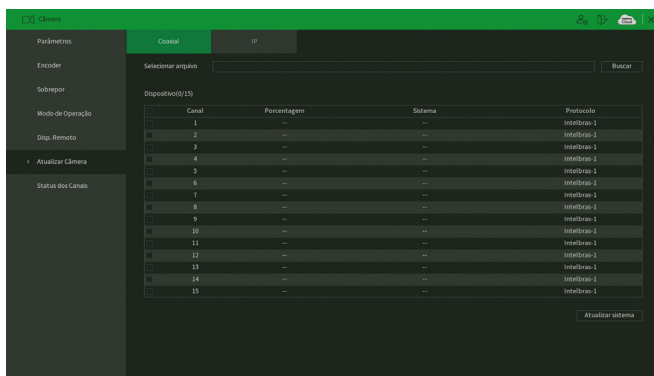 Câmera
Parâmetros
Encoder
Sobrepor
Modo de Operação
Disp. Remoto
Atualizar Câmera
Status dos Canais
Coaxial IP
Selecionar arquivo Buscar
Dispositivo(0/15)
Canal Porcentagem Sistema Protocolo
1 -- -- Intelbras-1
2 -- -- Intelbras-1
3 -- -- Intelbras-1
4 -- -- Intelbras-1
5 -- -- Intelbras-1
6 -- -- Intelbras-1
7 -- -- Intelbras-1
8 -- -- Intelbras-1
9 -- -- Intelbras-1
10 -- -- Intelbras-1
11 -- -- Intelbras-1
12 -- -- Intelbras-1
13 -- -- Intelbras-1
14 -- -- Intelbras-1
15 -- -- Intelbras-1
Atualizar sistema